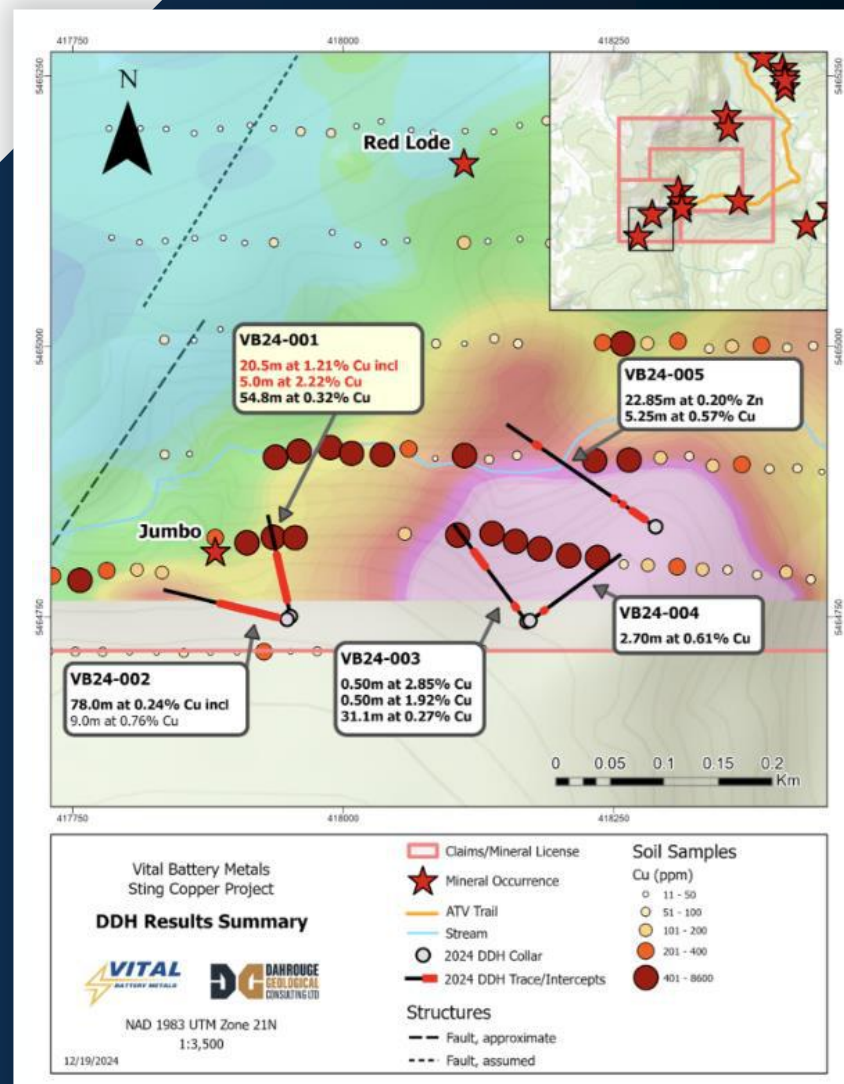 417750
418000
418250
5465250
5465250
N
Red Lode
5465000
5465000
VB24-001
20.5m at 1.21% Cu incl
5.0m at 2.22% Cu
54.8m at 0.32% Cu
VB24-005
22.85m at 0.20% Zn
5.25m at 0.57% Cu
Jumbo
5464750
5464750
VB24-004
2.70m at 0.61% Cu
VB24-003
0.50m at 2.85% Cu
0.50m at 1.92% Cu
31.1m at 0.27% Cu
VB24-002
78.0m at 0.24% Cu incl
9.0m at 0.76% Cu
0 0.05 0.1 0.15 0.2
Km
417750
418000
418250
Vital Battery Metals
Sting Copper Project
DDH Results Summary
VITAL
BATTERY METALS
DAHROUGE
GEOLOGICAL
CONSULTING LTD
NAD 1983 UTM Zone 21N
1:3,500
12/19/2024
Claims/Mineral License
Mineral Occurrence
ATV Trail
Stream
2024 DDH Collar
2024 DDH Trace/Intercepts
Structures
Fault, approximate
Fault, assumed
Soil Samples
Cu (ppm)
11 - 50
51 - 100
101 - 200
201 - 400
401 - 8600